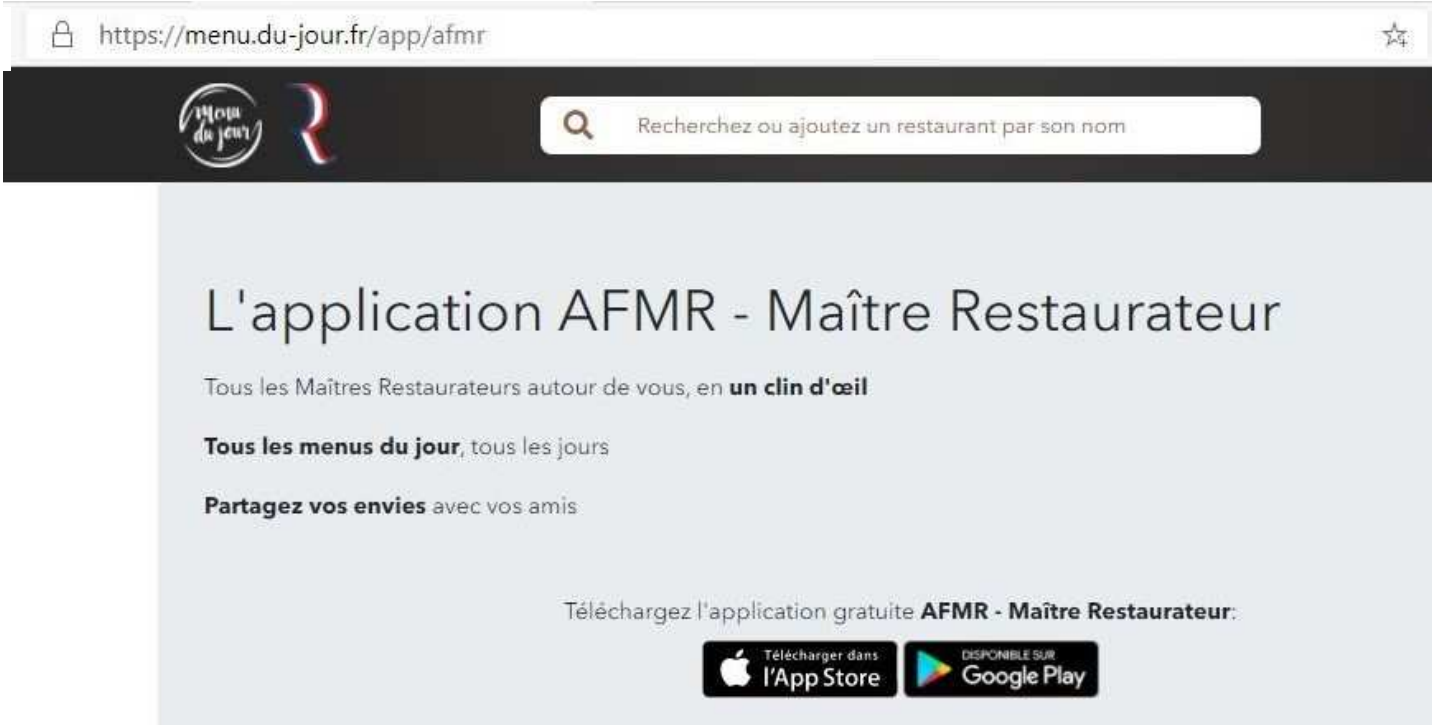 https://menu.du-jour.fr/app/afmr
Menu
du jour
R
Recherchez ou ajoutez un restaurant par son nom
L'application AFMR - Maître Restaurateur
Tous les Maîtres Restaurateurs autour de vous, en un clin d'œil
Tous les menus du jour, tous les jours
Partagez vos envies avec vos amis
Téléchargez l'application gratuite AFMR - Maître Restaurateur:
Télécharger dans
l'App Store
DISPONIBLE SUR
Google Play